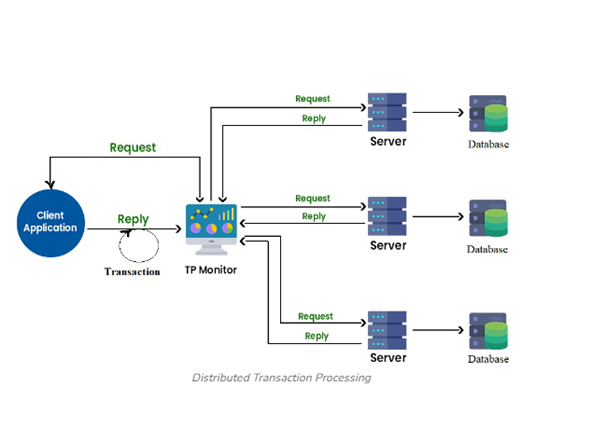 Request
Reply
Server
Database
Request
Client
Application
Reply
Transaction
TP Monitor
Request
Reply
Server
Database
Request
Reply
Server
Database
Distributed Transaction Processing